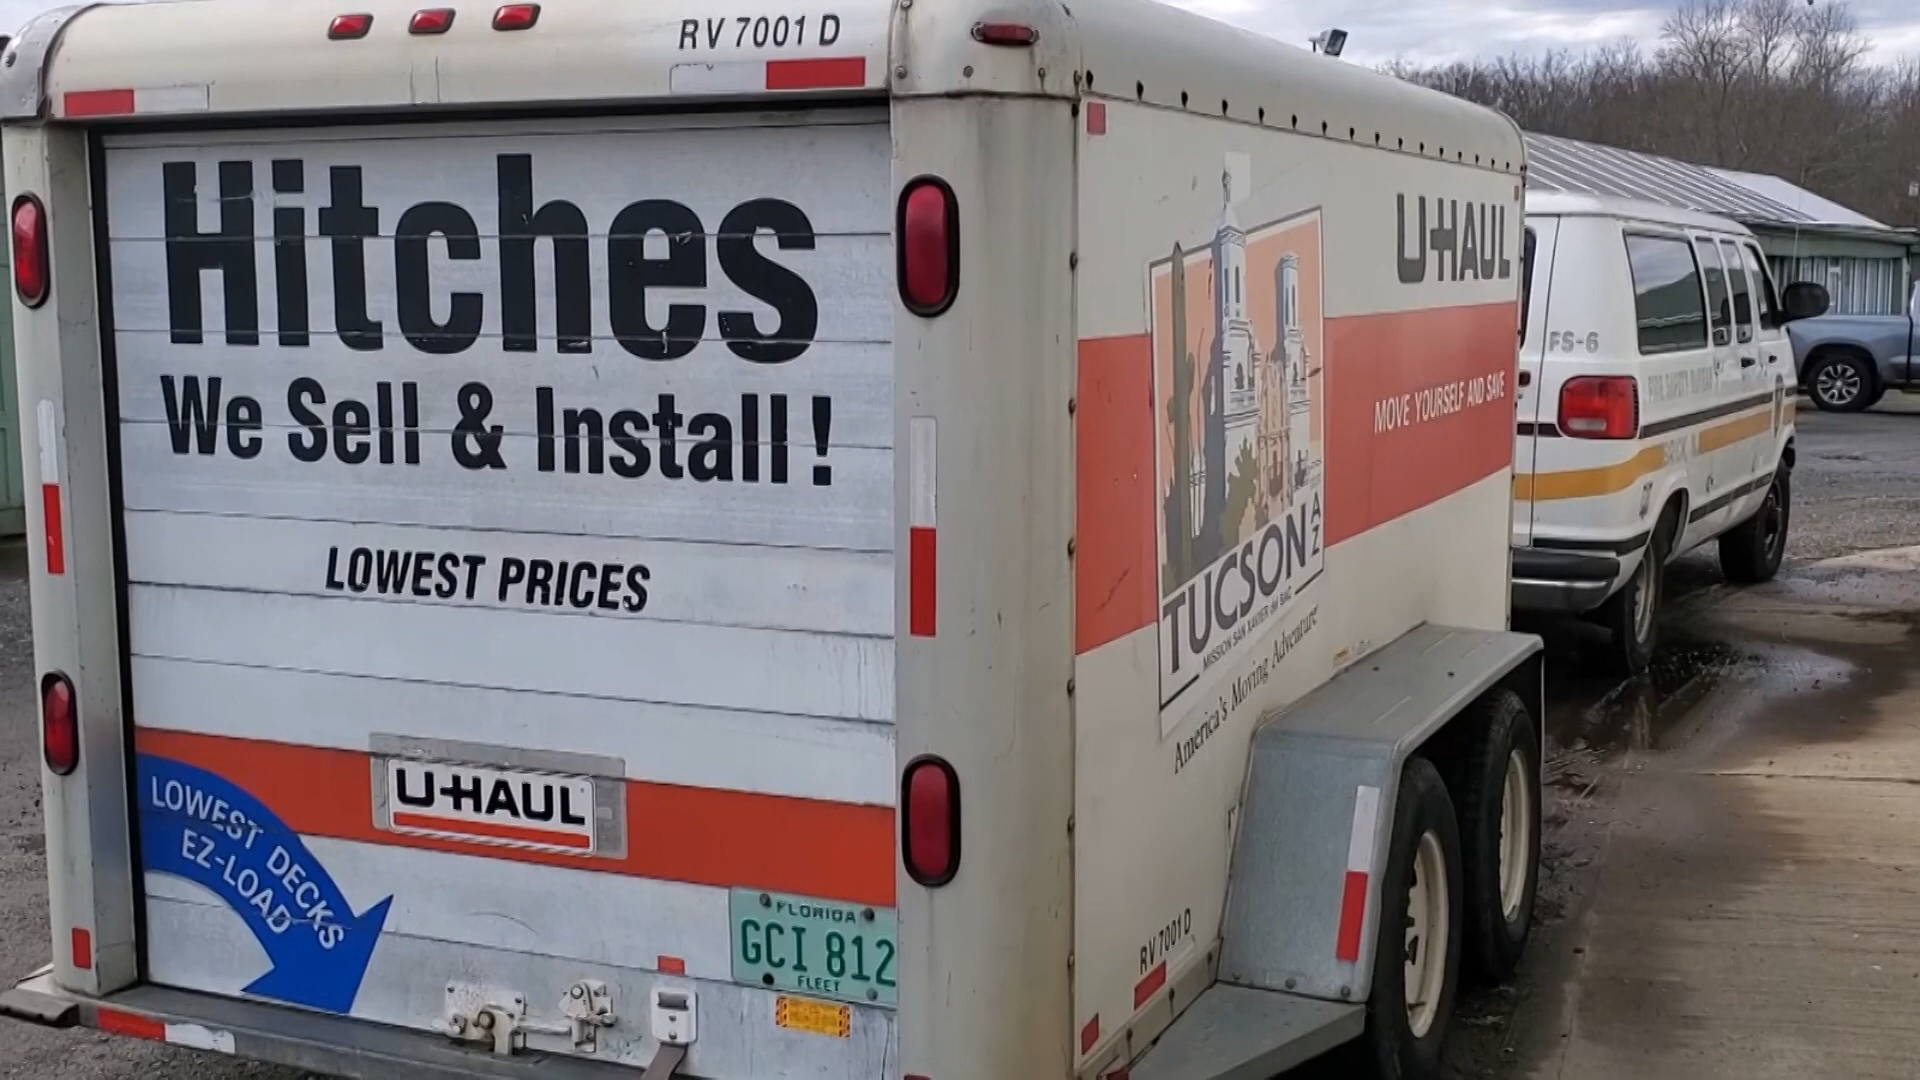 RV 7001 D
Hitches
We Sell & Install!
LOWEST PRICES
U-HAUL
LOWEST DECKS
EZ-LOAD
FLORIDA
GCI 812
FLEET
U-HAUL
MOVE YOURSELF AND SAVE
TUCSON AZ
MISSION SAN XAVIER del BAC
America's Moving Adventure
RV 7001 D
FS-6